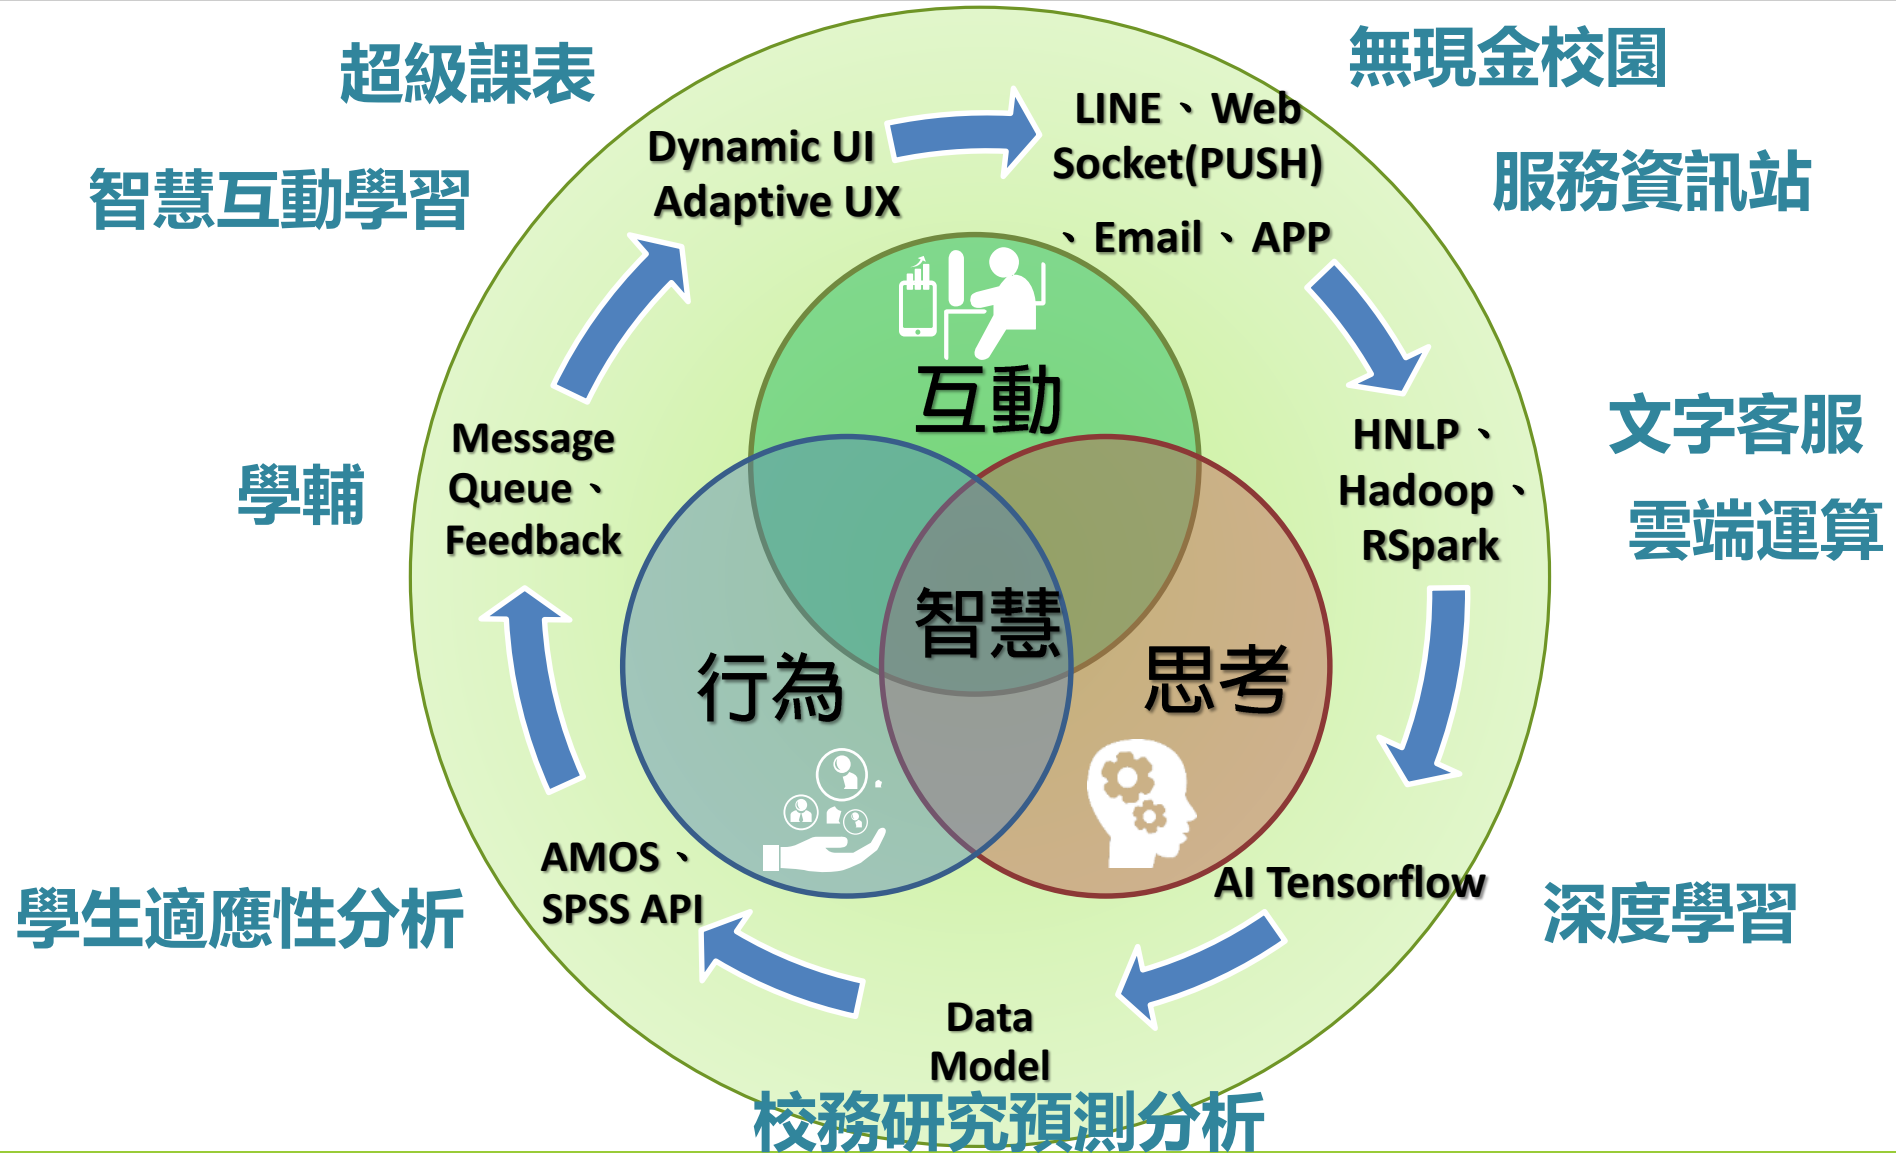 超級課表
無現金校園
智慧互動學習
服務資訊站
Dynamic UI
Adaptive UX
LINE、Web
Socket(PUSH)
、Email、APP
互動
Message
Queue、
Feedback
學輔
HNLP、
Hadoop、
RSpark
文字客服
雲端運算
智慧
行為
思考
AMOS、
SPSS API
學生適應性分析
AI Tensorflow
深度學習
Data
Model
校務研究預測分析